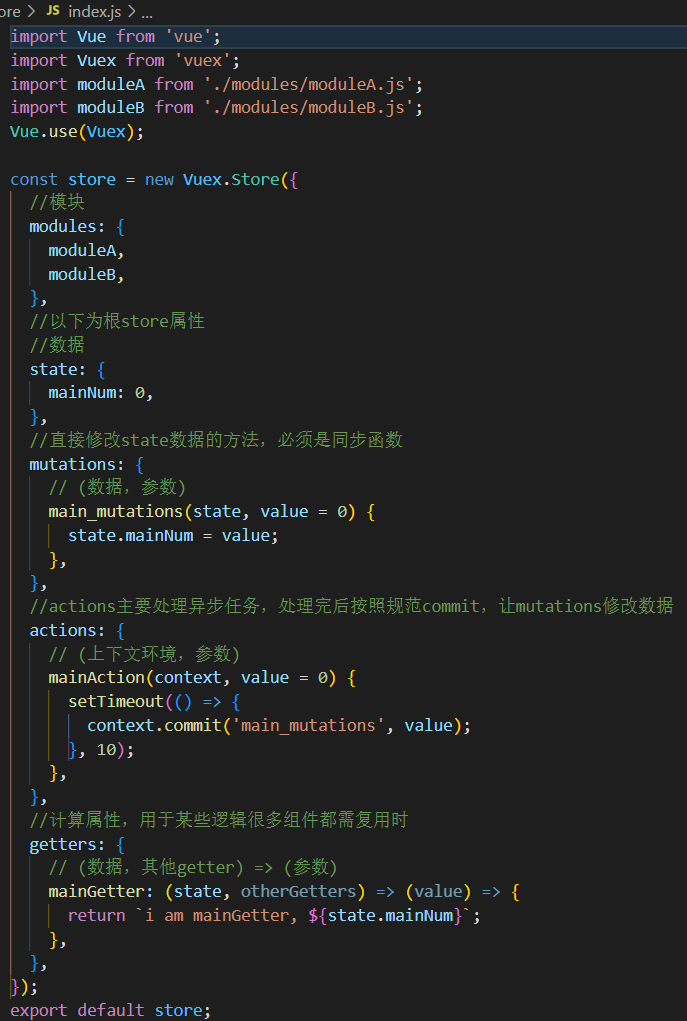 ore > JS index.js > ...
import Vue from 'vue';
import Vuex from 'vuex';
import moduleA from './modules/moduleA.js';
import moduleB from './modules/moduleB.js';
Vue.use(Vuex);

const store = new Vuex.Store({
  //模块
  modules: {
    moduleA,
    moduleB,
  },
  //以下为根store属性
  //数据
  state: {
    mainNum: 0,
  },
  //直接修改state数据的方法，必须是同步函数
  mutations: {
    // (数据，参数)
    main_mutations(state, value = 0) {
      state.mainNum = value;
    },
  },
  //actions主要处理异步任务，处理完后按照规范commit，让mutations修改数据
  actions: {
    // (上下文环境，参数)
    mainAction(context, value = 0) {
      setTimeout(() => {
        context.commit('main_mutations', value);
      }, 10);
    },
  },
  //计算属性，用于某些逻辑很多组件都需复用时
  getters: {
    // (数据，其他getter) => (参数)
    mainGetter: (state, otherGetters) => (value) => {
      return `i am mainGetter, ${state.mainNum}`;
    },
  },
});
export default store;